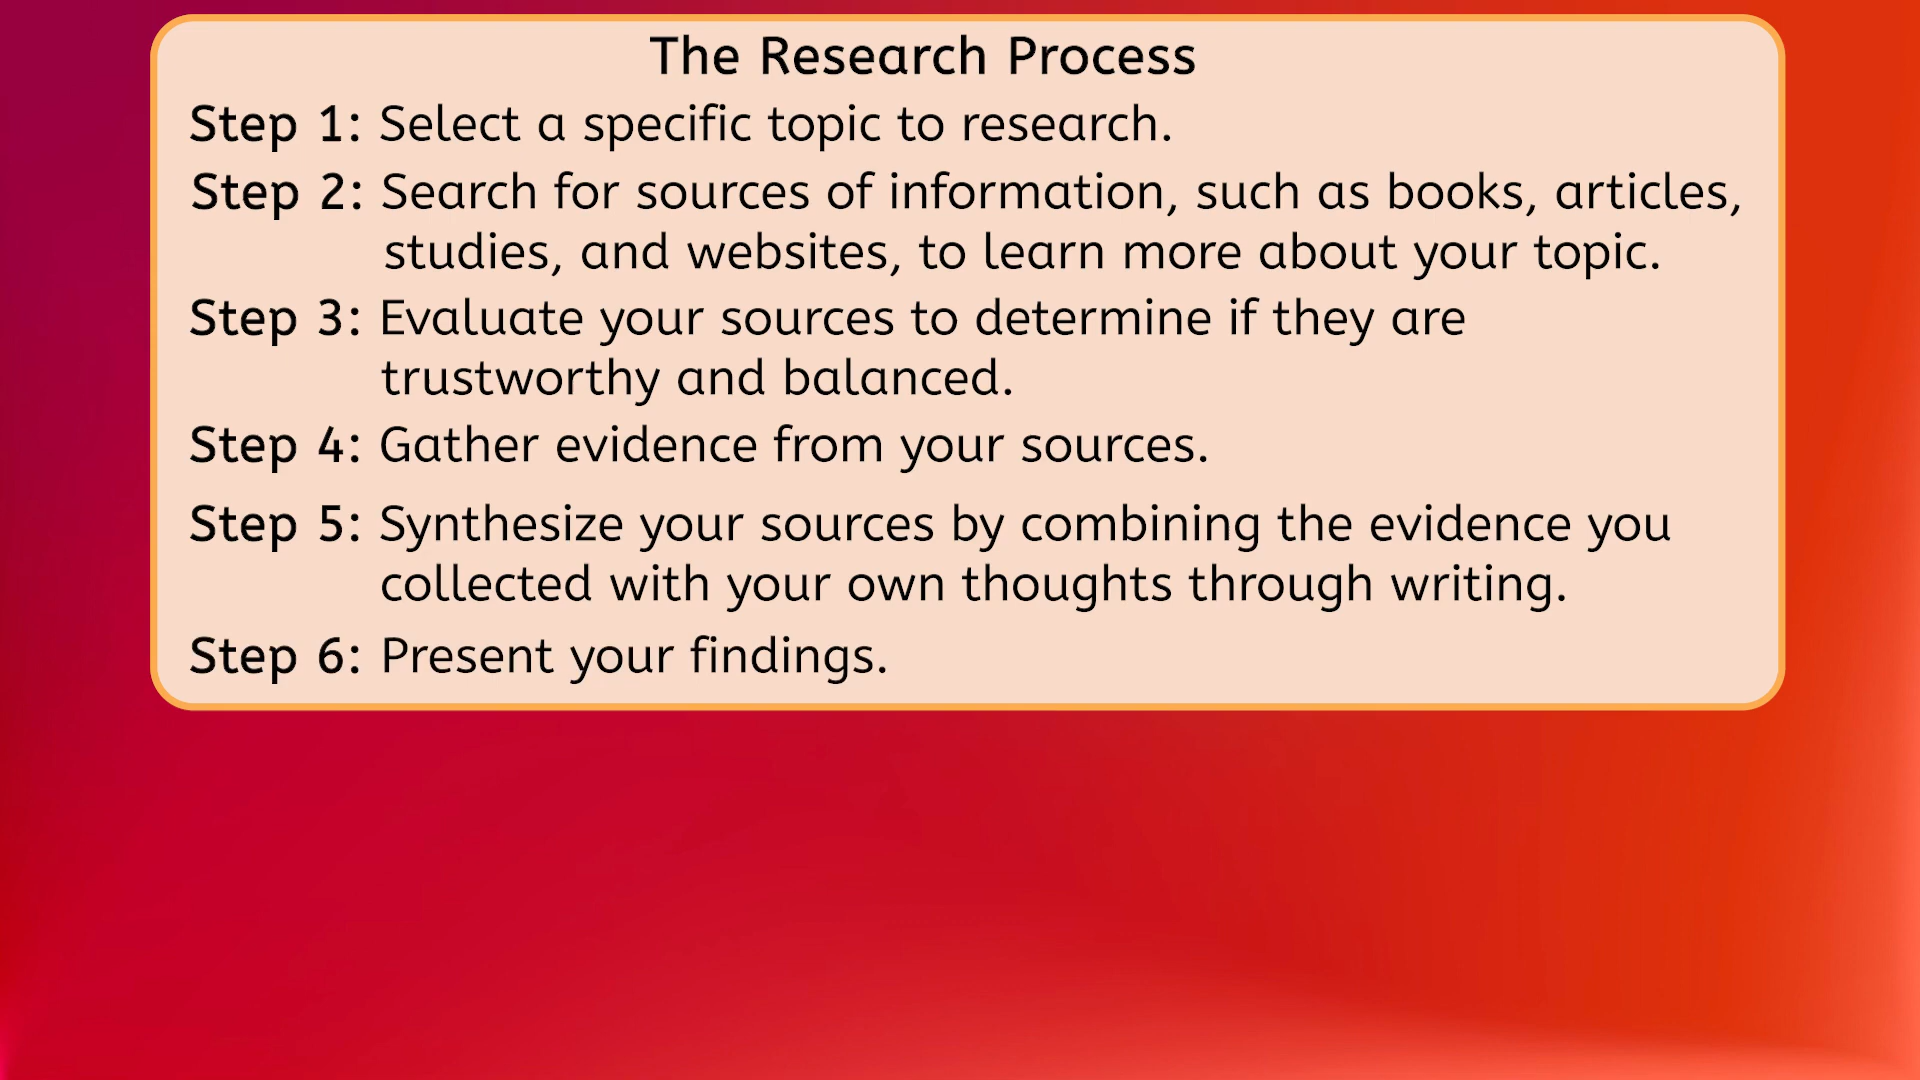 The Research Process
Step 1: Select a specific topic to research.
Step 2: Search for sources of information, such as books, articles,
studies, and websites, to learn more about your topic.
Step 3: Evaluate your sources to determine if they are
trustworthy and balanced.
Step 4: Gather evidence from your sources.
Step 5: Synthesize your sources by combining the evidence you
collected with your own thoughts through writing.
Step 6: Present your findings.